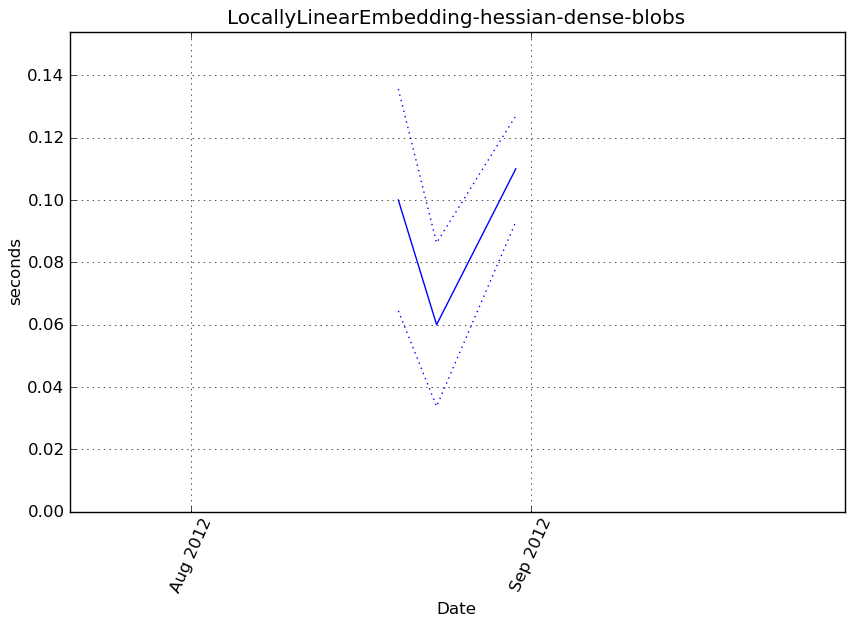 LocallyLinearEmbedding-hessian-dense-blobs
0.14
0.12
0.10
0.08
0.06
0.04
0.02
0.00
seconds
Aug 2012
Sep 2012
Date